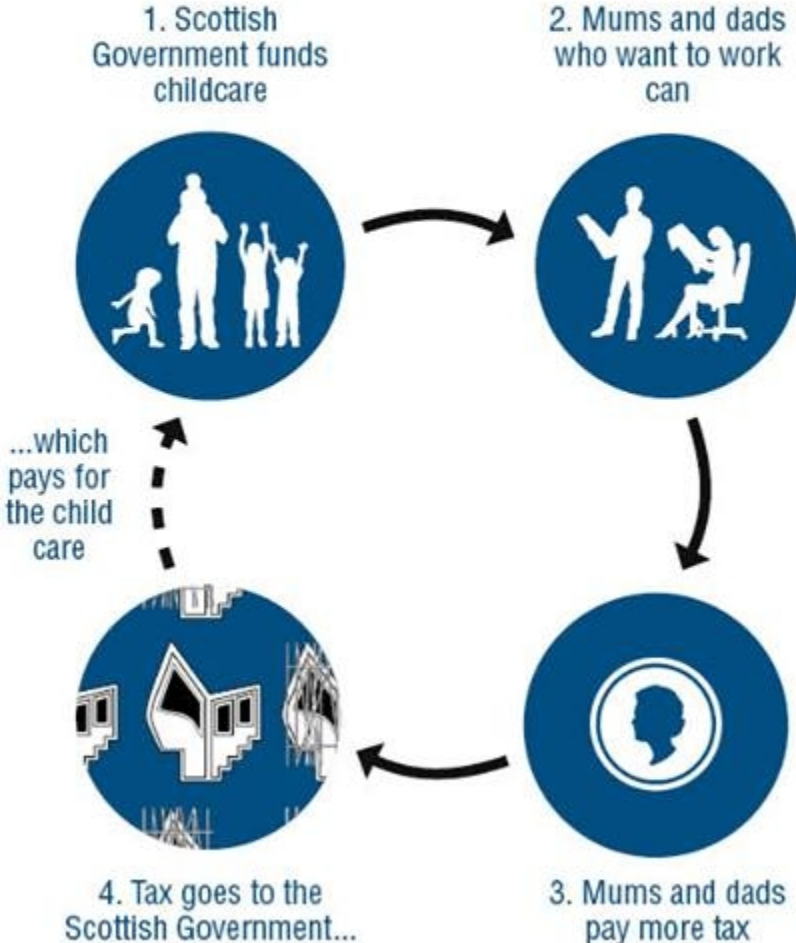 1. Scottish
Government funds
childcare
2. Mums and dads
who want to work
can
3. Mums and dads
pay more tax
4. Tax goes to the
Scottish Government...
...which
pays for
the child
care